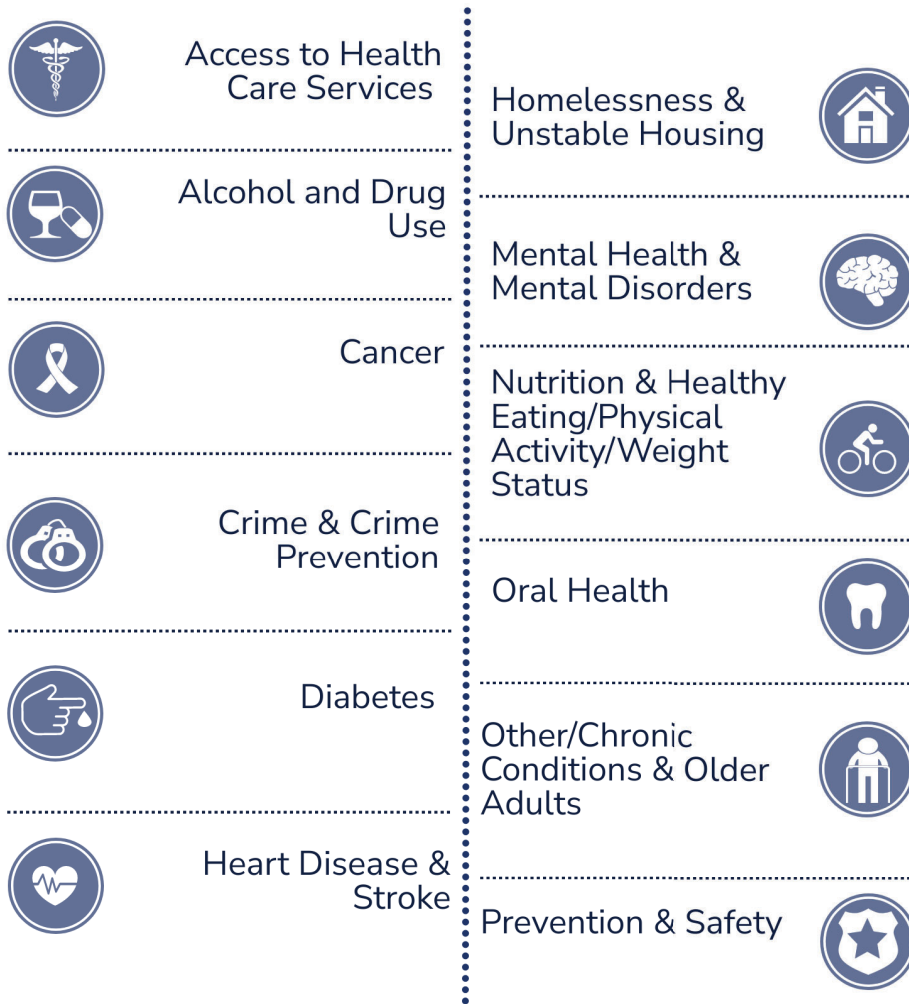 Access to Health
Care Services
Alcohol and Drug
Use
Cancer
Crime & Crime
Prevention
Diabetes
Heart Disease &
Stroke
Homelessness &
Unstable Housing
Mental Health &
Mental Disorders
Nutrition & Healthy
Eating/Physical
Activity/Weight
Status
Oral Health
Other/Chronic
Conditions & Older
Adults
Prevention & Safety